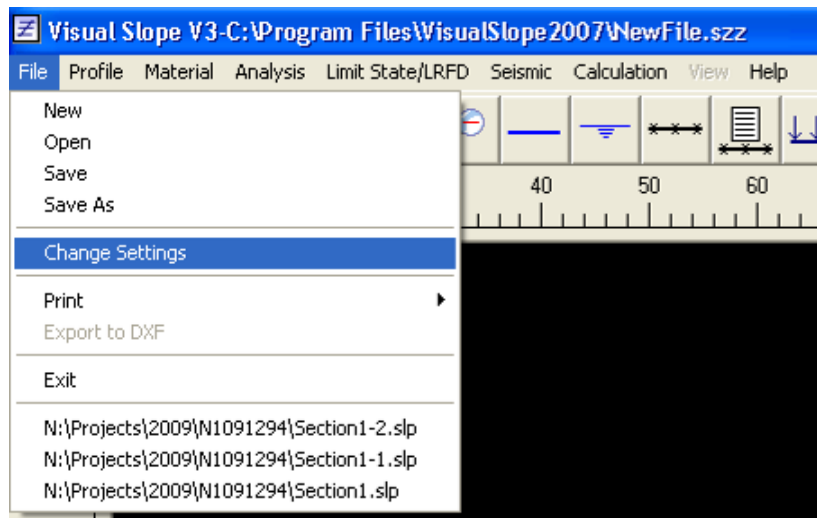 Visual Slope V3-C:\Program Files\VisualSlope2007\NewFile.szz
File Profile Material Analysis Limit State/LRFD Seismic Calculation View Help
New
Open
Save
Save As
40 50 60
Change Settings
Print
Export to DXF
Exit
N:\Projects\2009\N1091294\Section1-2.slp
N:\Projects\2009\N1091294\Section1-1.slp
N:\Projects\2009\N1091294\Section1.slp